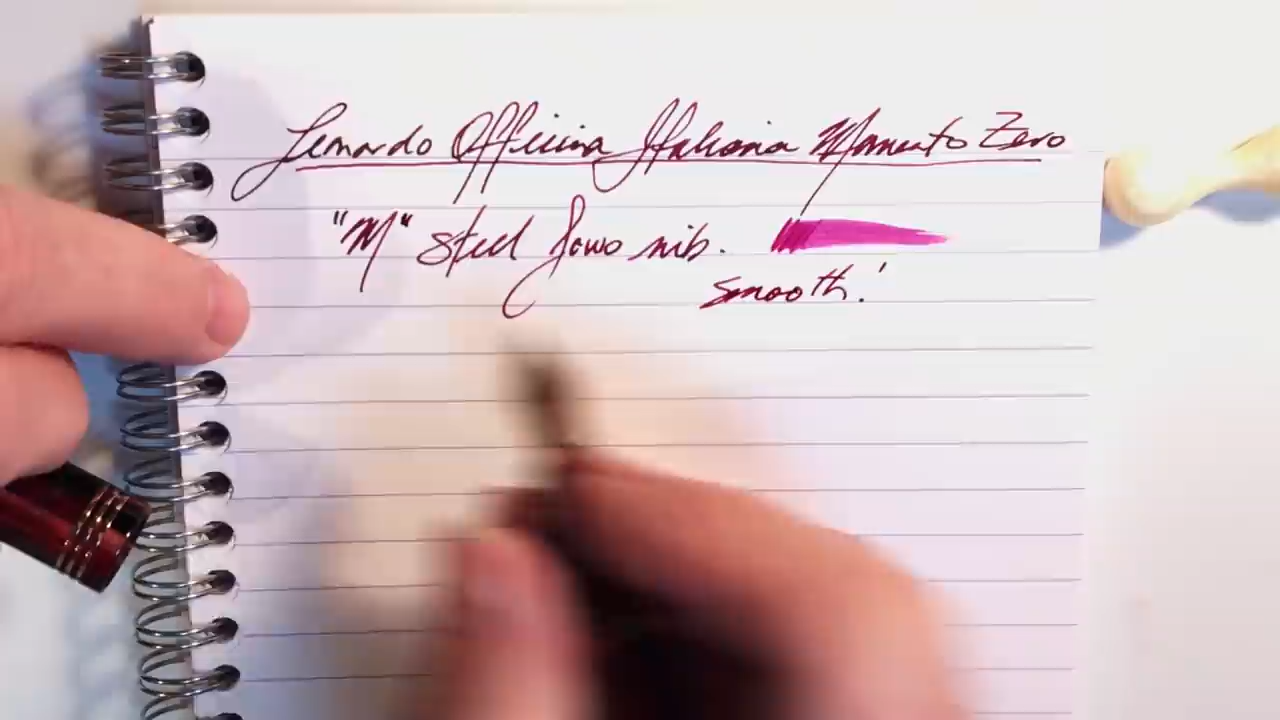 Leonardo Officina Italiana Momento Zero
"M" steel Jowo nib.
smooth!